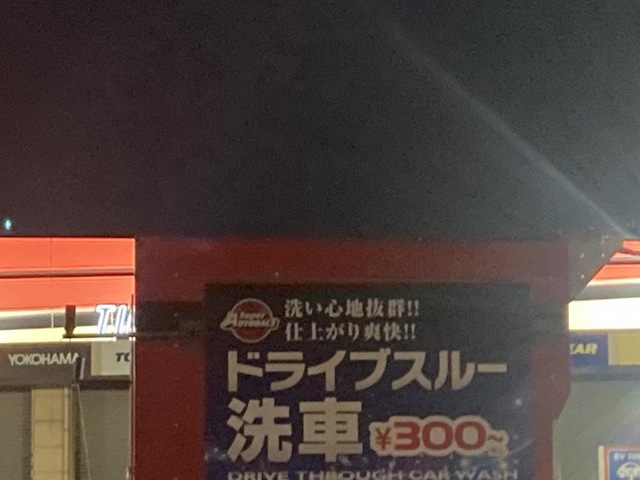 Super
AUTOBACS
洗い心地抜群!!
仕上がり爽快!!
ドライブスルー
洗車 ¥300~
DRIVE THROUGH CAR WASH
YOKOHAMA